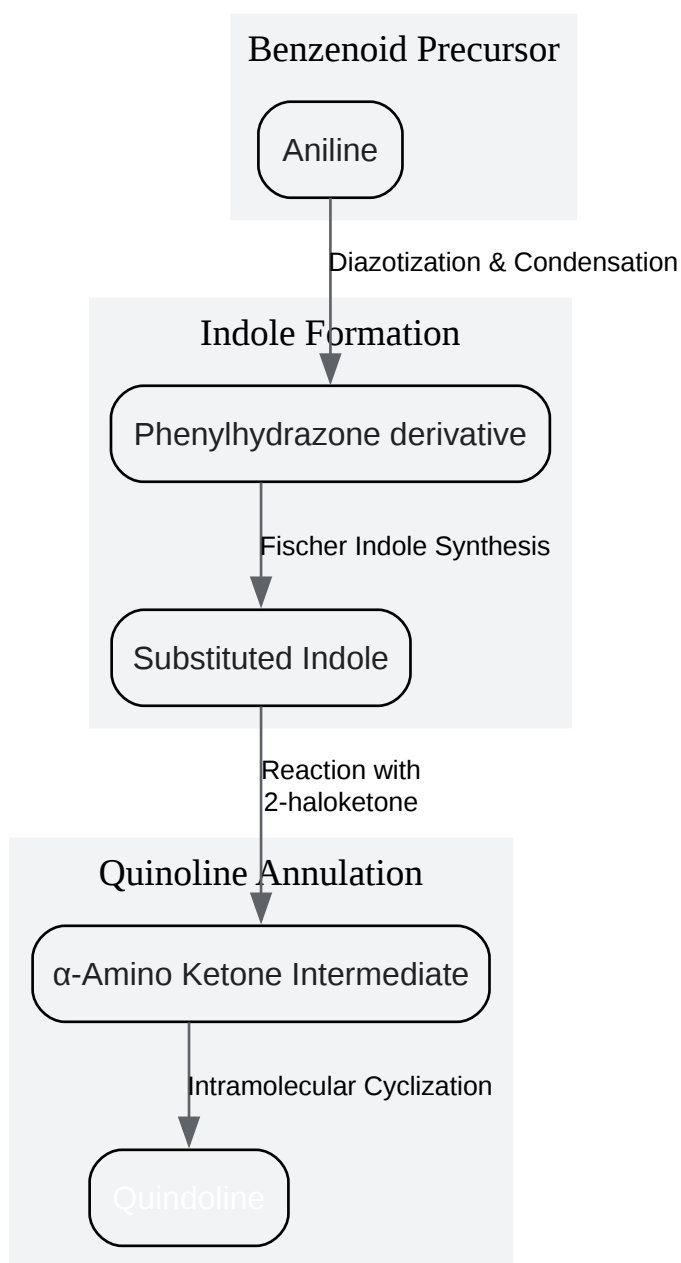 Benzenoid Precursor
Aniline
Diazotization & Condensation
Indole Formation
Phenylhydrazone derivative
Fischer Indole Synthesis
Substituted Indole
Reaction with
2-haloketone
Quinoline Annulation
α-Amino Ketone Intermediate
Intramolecular Cyclization
Quindoline